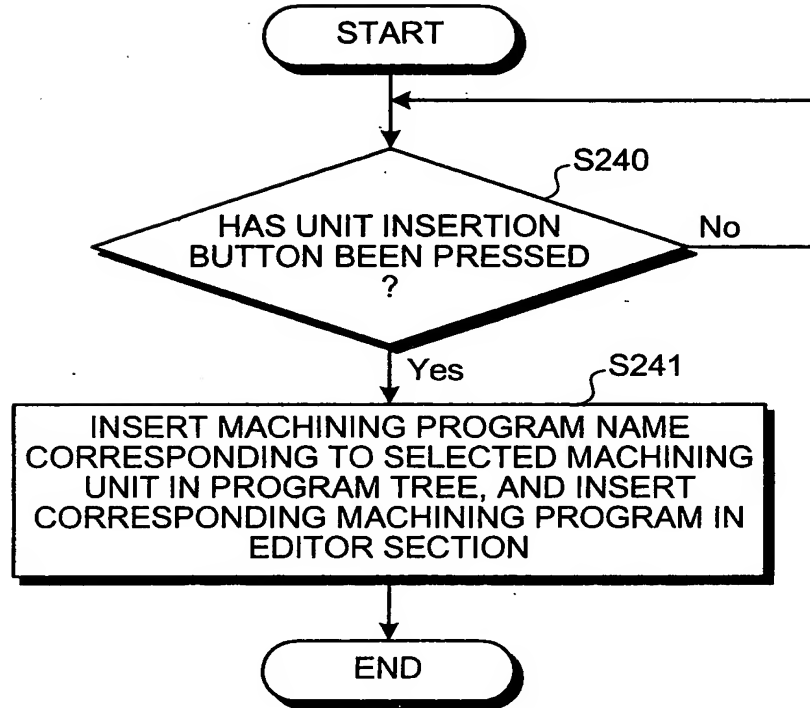 START
S240
HAS UNIT INSERTION
BUTTON BEEN PRESSED
?
No
Yes
S241
INSERT MACHINING PROGRAM NAME
CORRESPONDING TO SELECTED MACHINING
UNIT IN PROGRAM TREE, AND INSERT
CORRESPONDING MACHINING PROGRAM IN
EDITOR SECTION
END